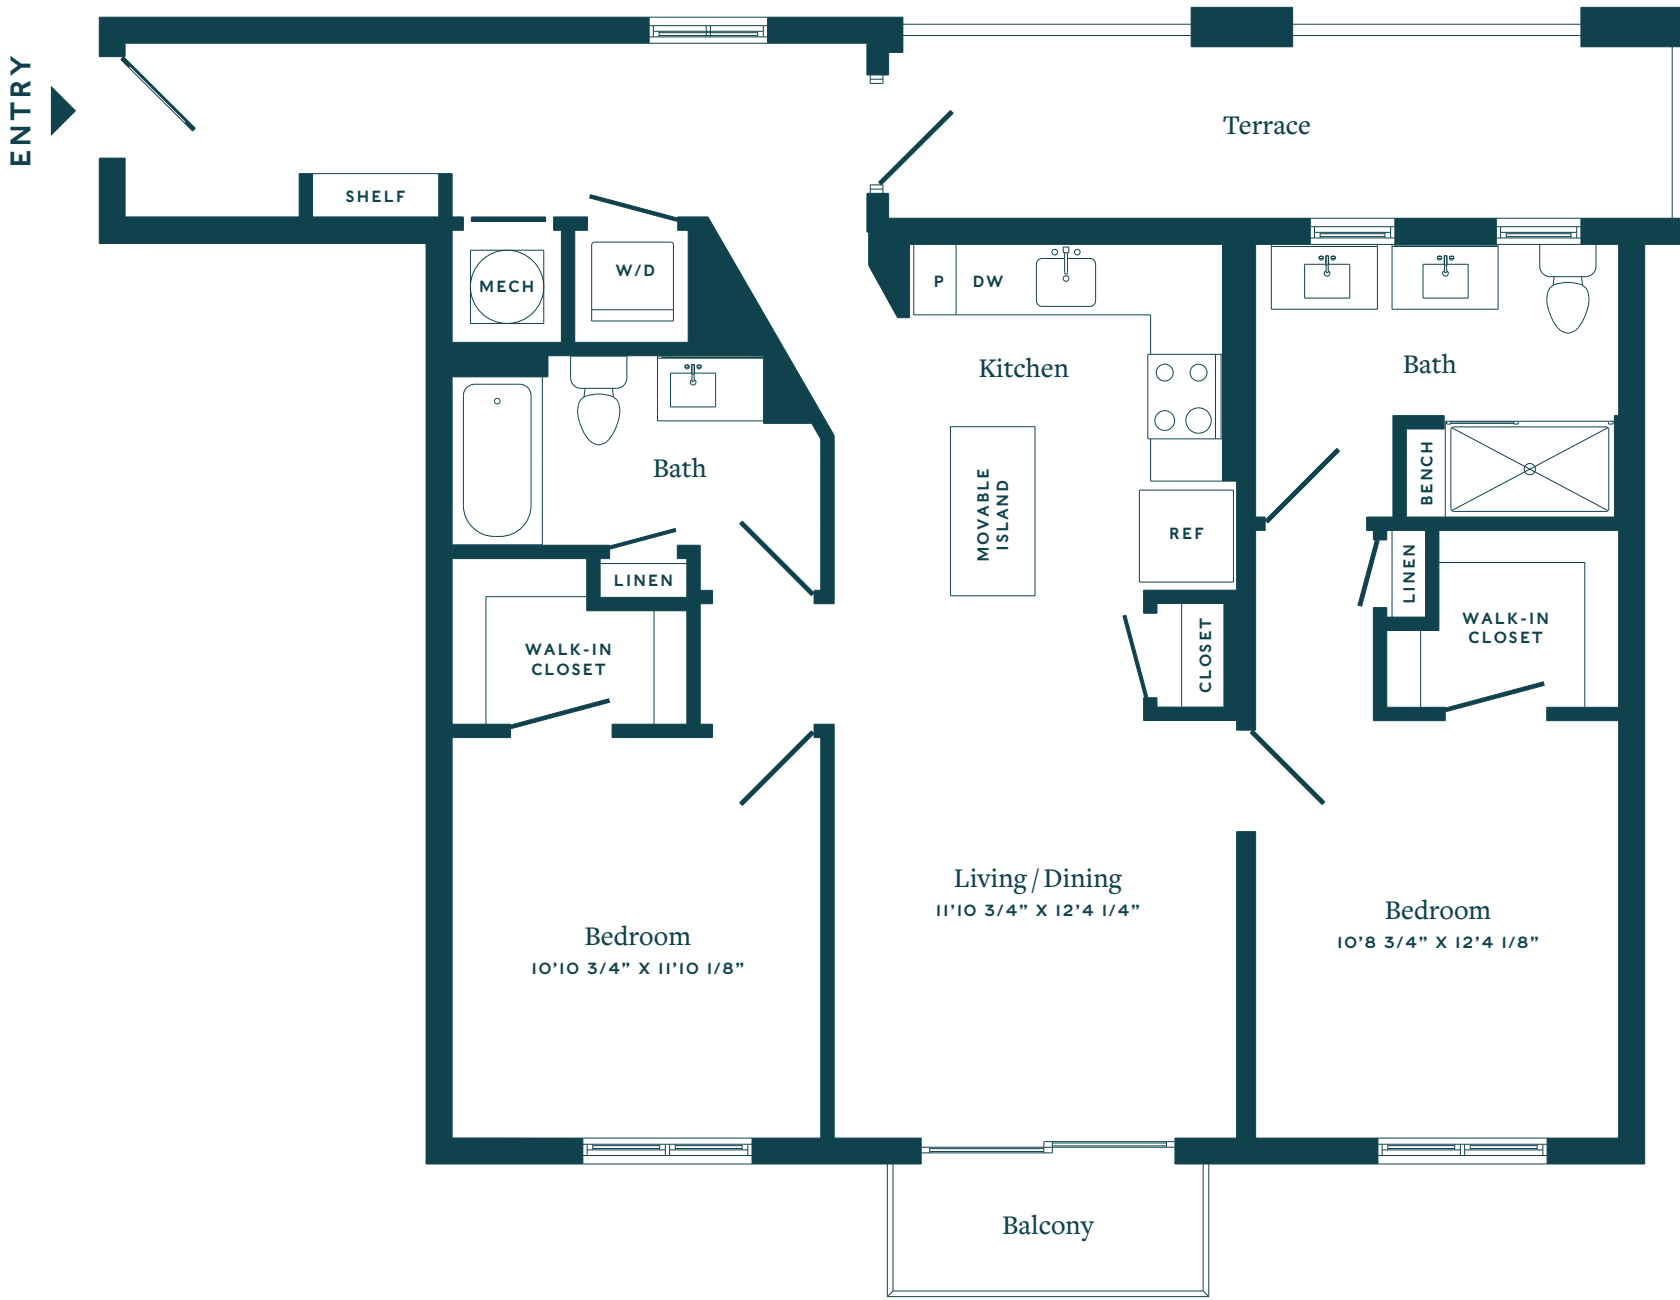 ENTRY
Terrace
SHELF
MECH
W/D
P
DW
Kitchen
Bath
Bath
MOVABLE
ISLAND
BENCH
REF
LINEN
LINEN
WALK-IN
CLOSET
CLOSET
WALK-IN
CLOSET
Living / Dining
11'10 3/4” X 12'4 1/4”
Bedroom
10'10 3/4” X 11'10 1/8”
Bedroom
10'8 3/4” X 12'4 1/8”
Balcony